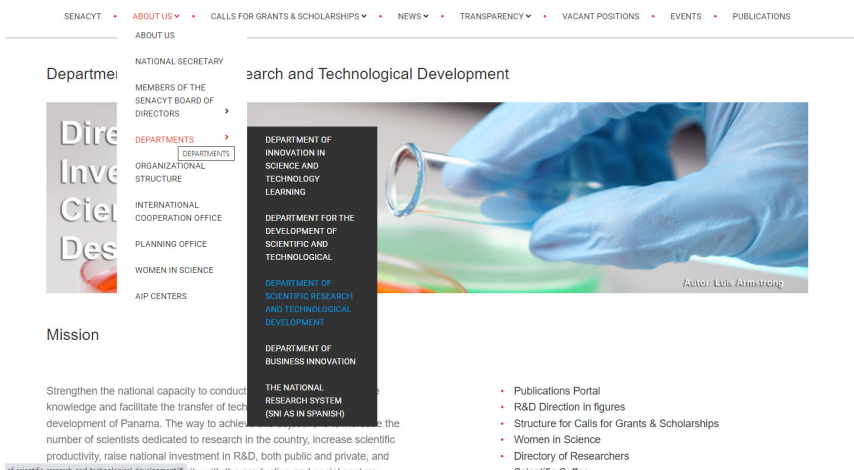 SENACYT • ABOUT US • CALLS FOR GRANTS & SCHOLARSHIPS • NEWS • TRANSPARENCY • VACANT POSITIONS • EVENTS • PUBLICATIONS
ABOUT US
NATIONAL SECRETARY
MEMBERS OF THE
SENACYT BOARD OF
DIRECTORS
DEPARTMENTS
DEPARTMENTS
ORGANIZATIONAL
STRUCTURE
INTERNATIONAL
COOPERATION OFFICE
PLANNING OFFICE
WOMEN IN SCIENCE
AIP CENTERS
DEPARTMENT OF
INNOVATION IN
SCIENCE AND
TECHNOLOGY
LEARNING
DEPARTMENT FOR THE
DEVELOPMENT OF
SCIENTIFIC AND
TECHNOLOGICAL
DEPARTMENT OF
SCIENTIFIC RESEARCH
AND TECHNOLOGICAL
DEVELOPMENT
DEPARTMENT OF
BUSINESS INNOVATION
THE NATIONAL
RESEARCH SYSTEM
(SNI AS IN SPANISH)
Departme earch and Technological Development
Dire
Inve
Cie
Des
Autor: Luis Armstrong
Mission
Strengthen the national capacity to conduct
knowledge and facilitate the transfer of tech
development of Panama. The way to achieve the
number of scientists dedicated to research in the country, increase scientific
productivity, raise national investment in R&D, both public and private, and
• Publications Portal
• R&D Direction in figures
• Structure for Calls for Grants & Scholarships
• Women in Science
• Directory of Researchers